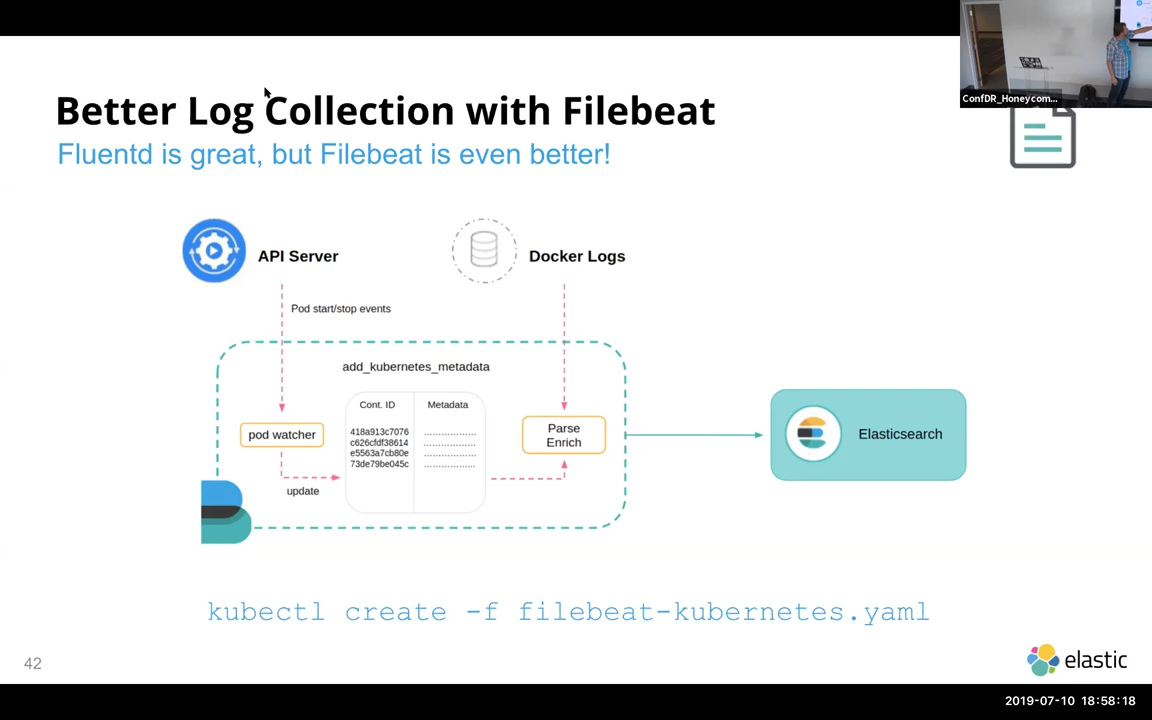 Better Log Collection with Filebeat
Fluentd is great, but Filebeat is even better!
ConfDR_Honeycom...
API Server
Docker Logs
Pod start/stop events
add_kubernetes_metadata
Cont. ID
Metadata
418a913c7076
c626cfdf38614
e5563a7cb80e
73de79be045c
pod watcher
Parse
Enrich
update
Elasticsearch
kubectl create -f filebeat-kubernetes.yaml
42
elastic
2019-07-10 18:58:18